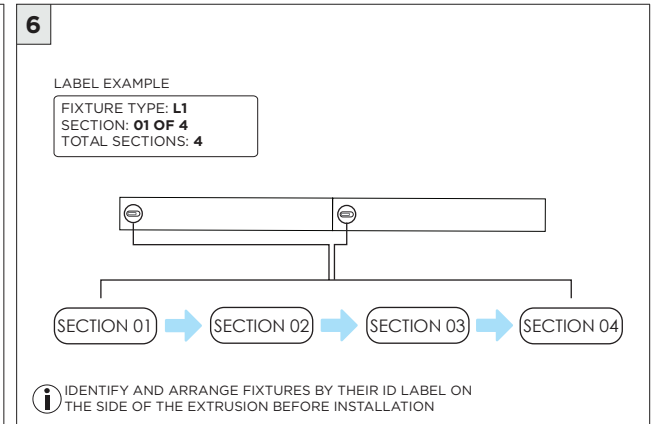 6
LABEL EXAMPLE
FIXTURE TYPE: L1
SECTION: 01 OF 4
TOTAL SECTIONS: 4
SECTION 01
SECTION 02
SECTION 03
SECTION 04
IDENTIFY AND ARRANGE FIXTURES BY THEIR ID LABEL ON
THE SIDE OF THE EXTRUSION BEFORE INSTALLATION